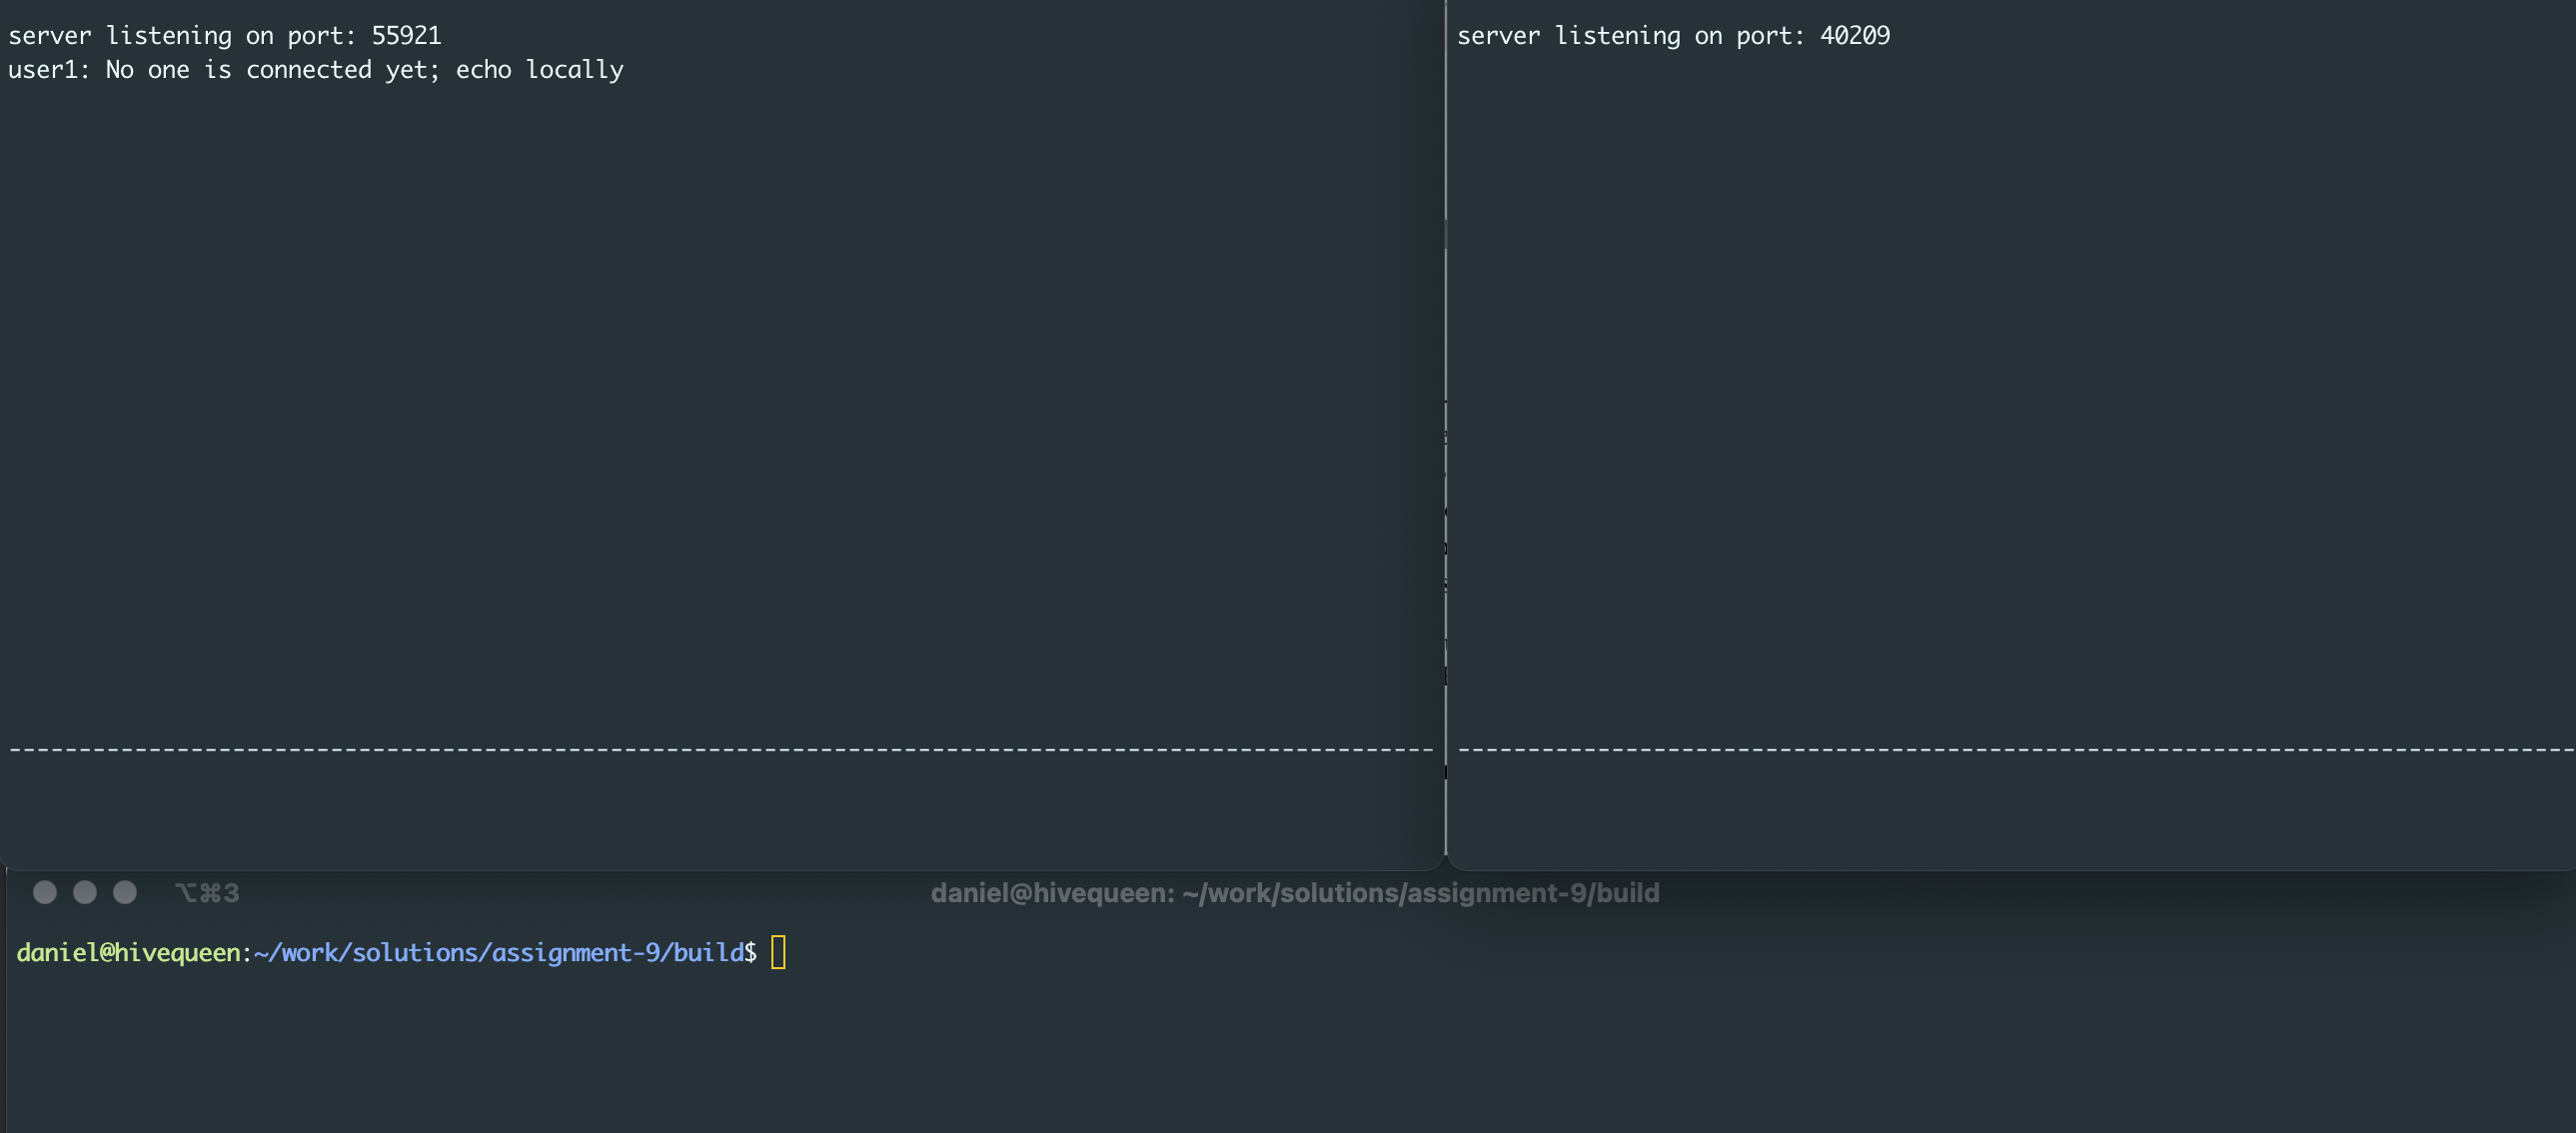 server listening on port: 55921
user1: No one is connected yet; echo locally
server listening on port: 40209
⌥⌘3
daniel@hivequeen: ~/work/solutions/assignment-9/build
daniel@hivequeen:~/work/solutions/assignment-9/build$